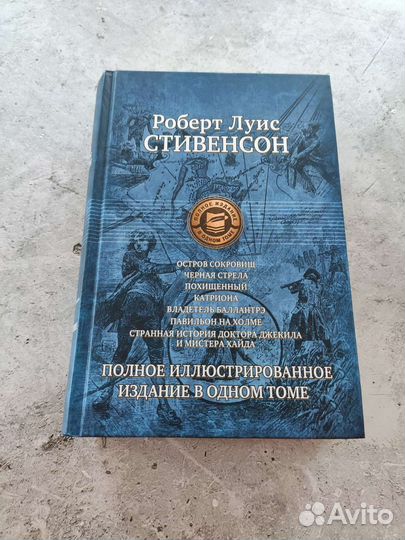 Роберт Луис
СТИВЕНСОН
ПОЛНОЕ ИЗДАНИЕ
В ОДНОМ ТОМЕ
ОСТРОВ СОКРОВИЩ
ЧЕРНАЯ СТРЕЛА
ПОХИЩЕННЫЙ
КАТРИОНА
ВЛАДЕТЕЛЬ БАЛЛАНТРЭ
ПАВИЛЬОН НА ХОЛМЕ
СТРАННАЯ ИСТОРИЯ ДОКТОРА ДЖЕКИЛА
И МИСТЕРА ХАЙДА
ПОЛНОЕ ИЛЛЮСТРИРОВАННОЕ
ИЗДАНИЕ В ОДНОМ ТОМЕ
Avito